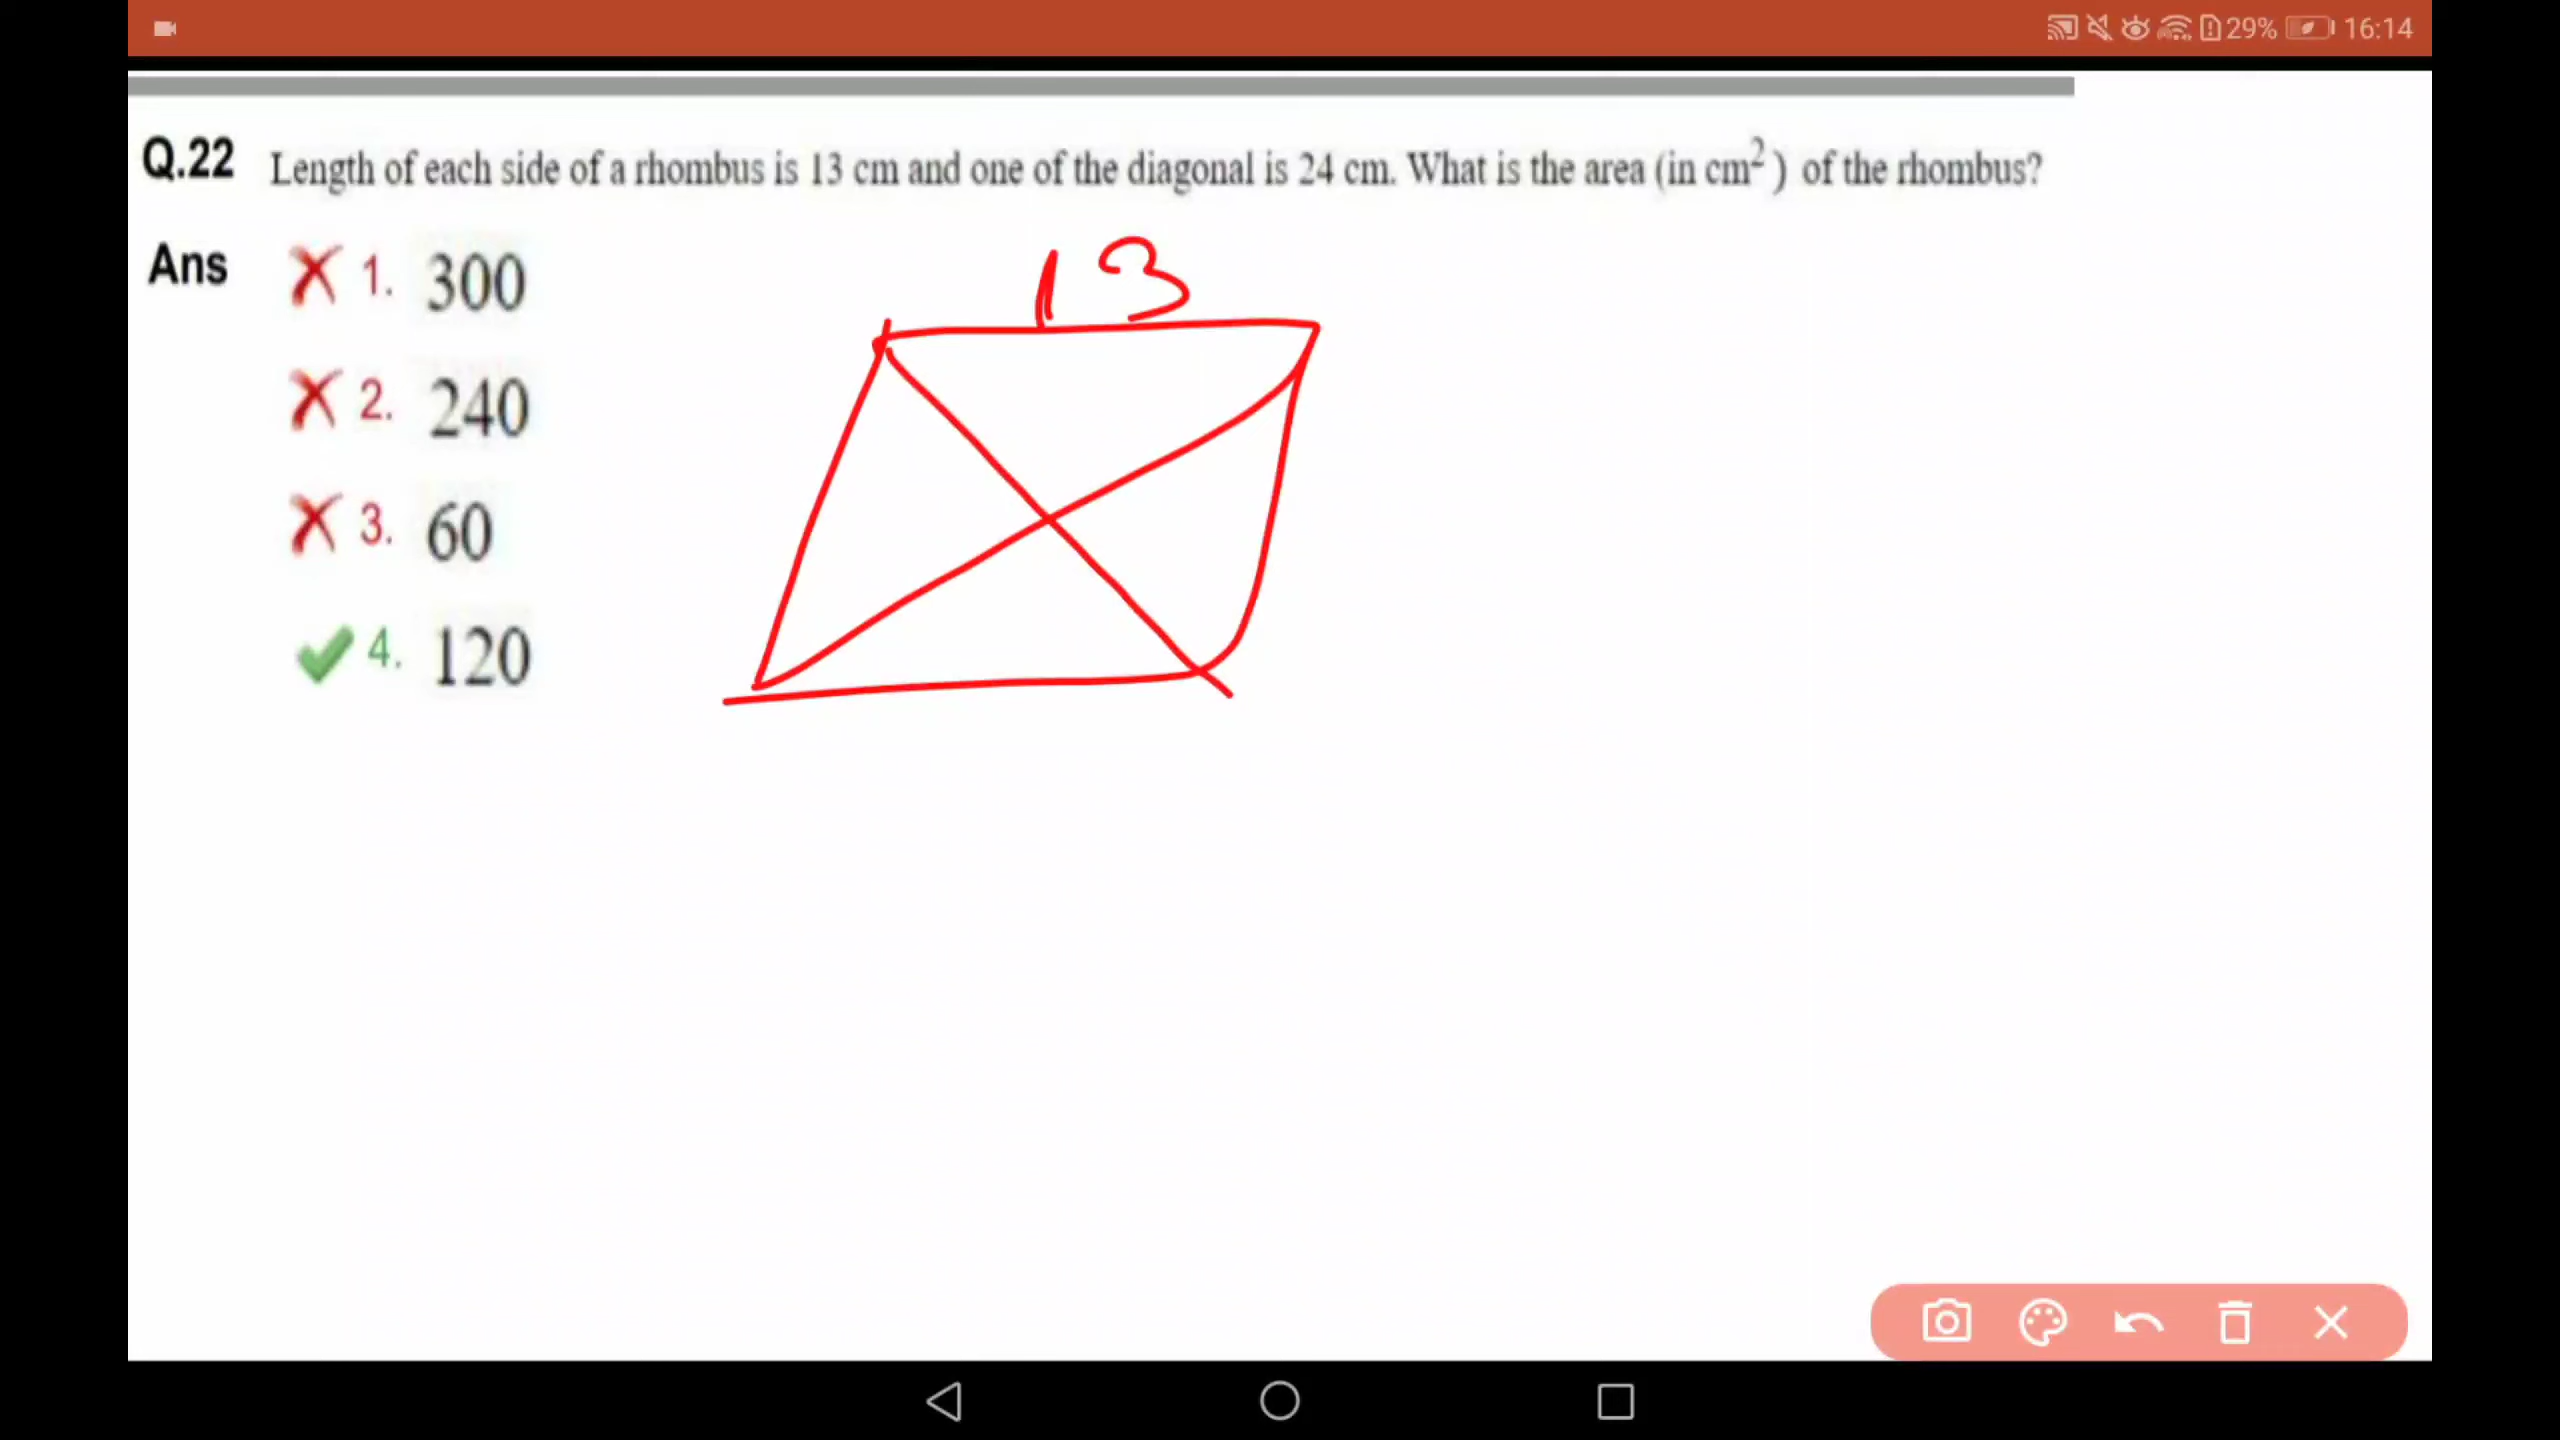 29% 16:14
Q.22 Length of each side of a rhombus is 13 cm and one of the diagonal is 24 cm. What is the area (in cm²) of the rhombus?
Ans 1. 300
2. 240
3. 60
4. 120
13